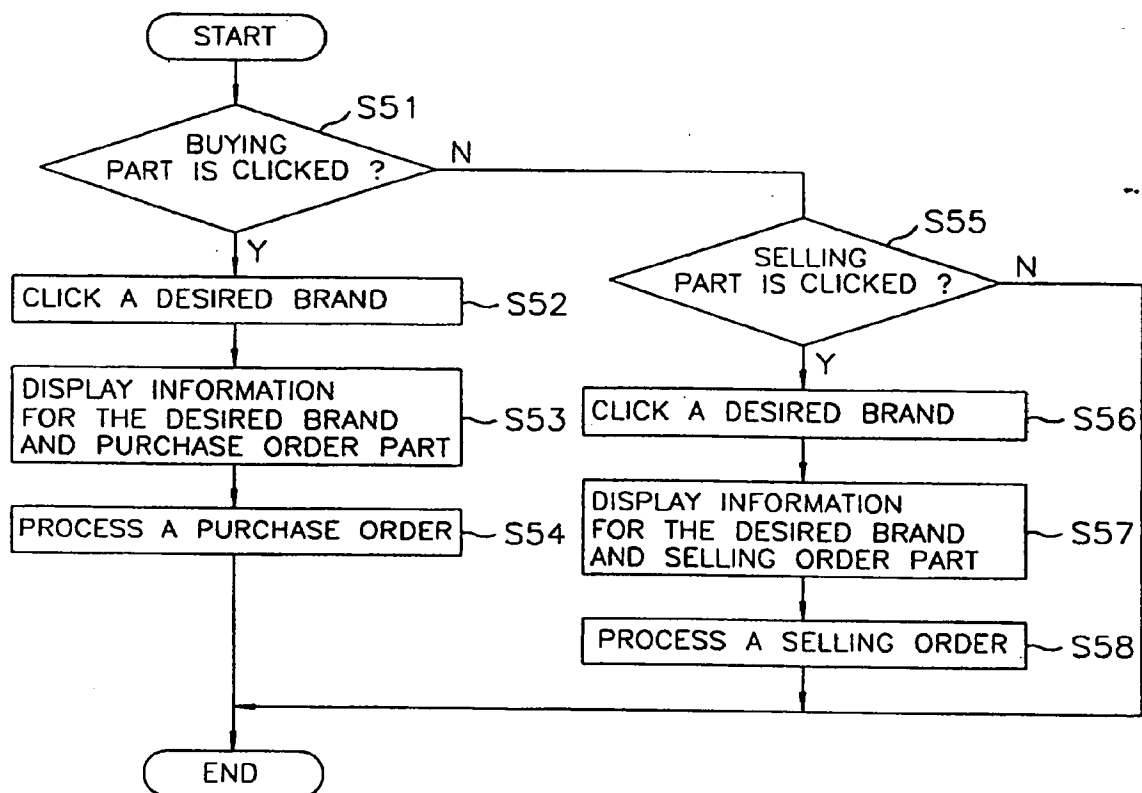 START
S51
BUYING
PART IS CLICKED ?
N
Y
CLICK A DESIRED BRAND
S52
DISPLAY INFORMATION
FOR THE DESIRED BRAND
AND PURCHASE ORDER PART
S53
PROCESS A PURCHASE ORDER
S54
S55
SELLING
PART IS CLICKED ?
N
Y
CLICK A DESIRED BRAND
S56
DISPLAY INFORMATION
FOR THE DESIRED BRAND
AND SELLING ORDER PART
S57
PROCESS A SELLING ORDER
S58
END